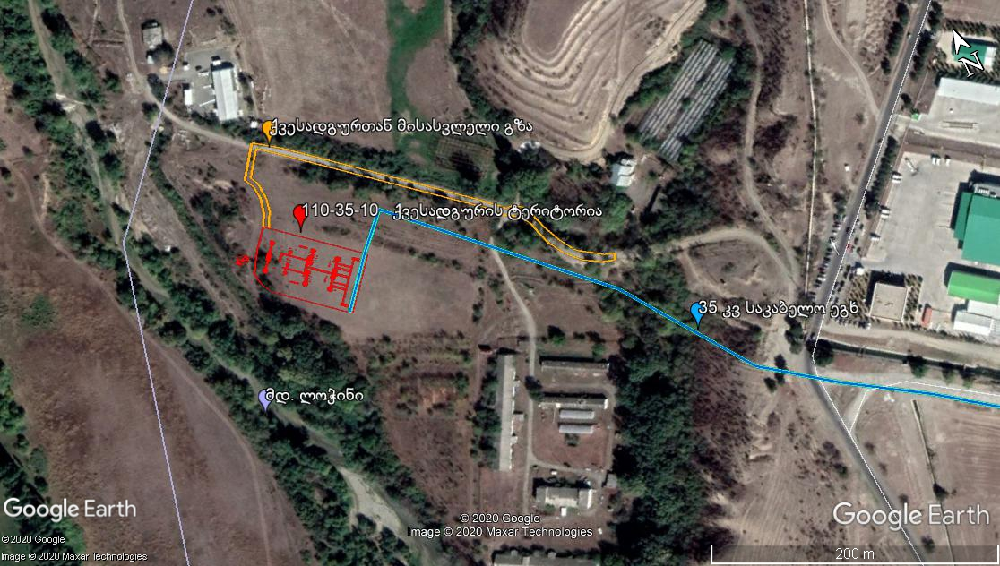 N
ქვესადგურთან მისასვლელი გზა
110-35-10 ქვესადგურის ტერიტორია
35 კვ საკაბელო ეგხ
მდ. ლოჭინი
Google Earth
© 2020 Google
Image © 2020 Maxar Technologies
Google Earth
©2020 Google
Image © 2020 Maxar Technologies
200 m